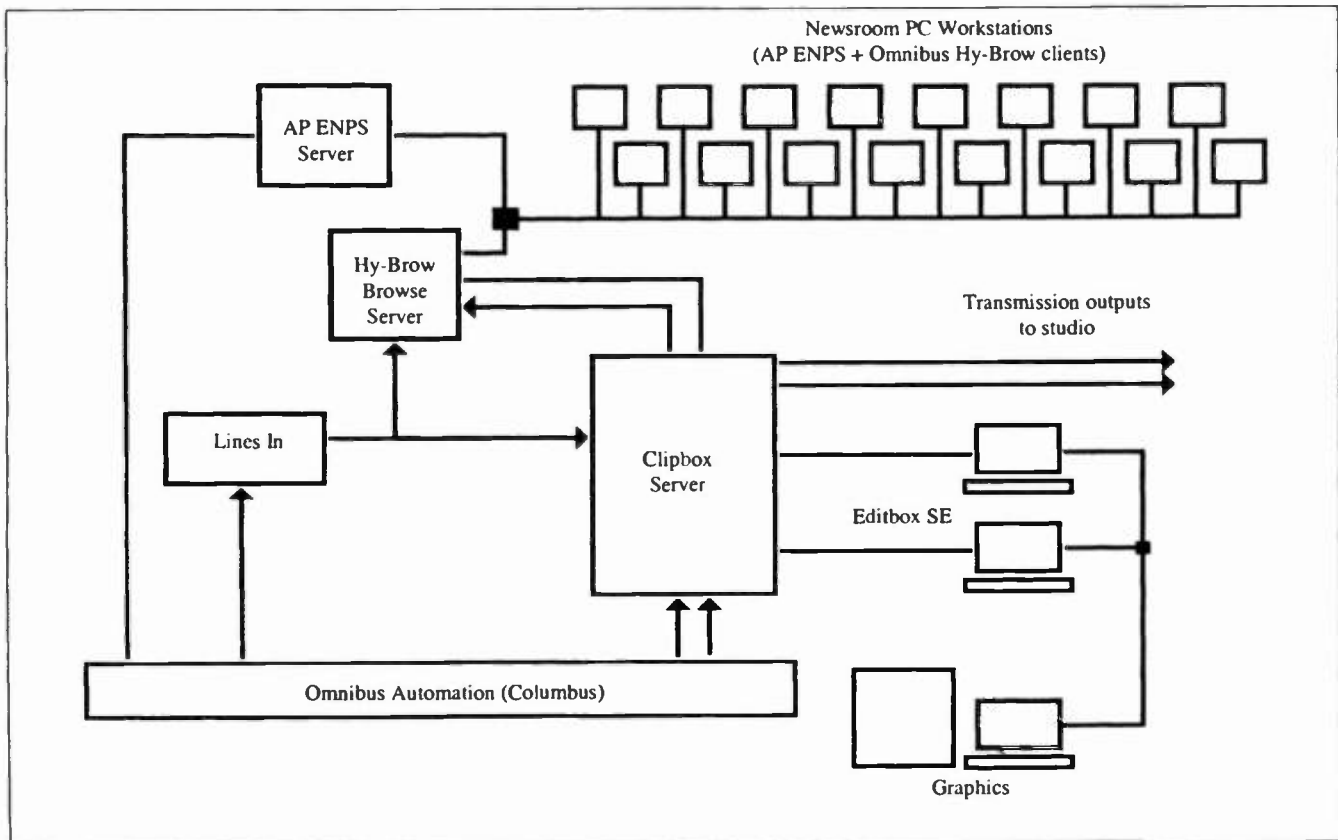 Newsroom PC Workstations
(AP ENPS + Omnibus Hy-Brow clients)
AP ENPS
Server
Hy-Brow
Browse
Server
Transmission outputs
to studio
Lines In
Clipbox
Server
Editbox SE
Omnibus Automation (Columbus)
Graphics